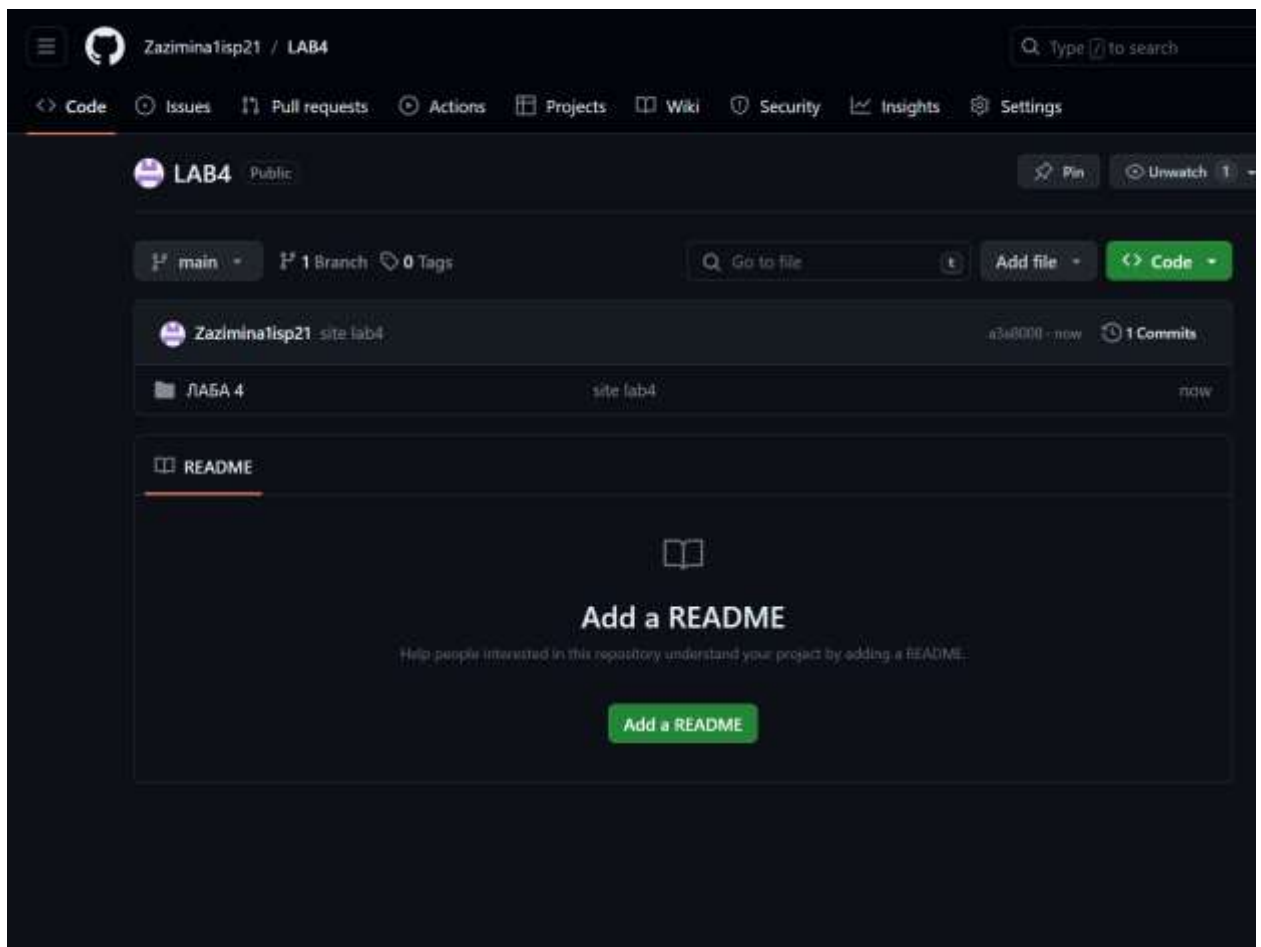 Zazimina1isp21 / LAB4
Type / to search
Code Issues Pull requests Actions Projects Wiki Security Insights Settings
LAB4 Public
Pin Unwatch 1
main 1 Branch 0 Tags
Go to file t Add file Code
Zazimina1isp21 site lab4
now 1 Commits
ЛАБА 4 site lab4 now
README
Add a README
Help people interested in this repository understand your project by adding a README.
Add a README